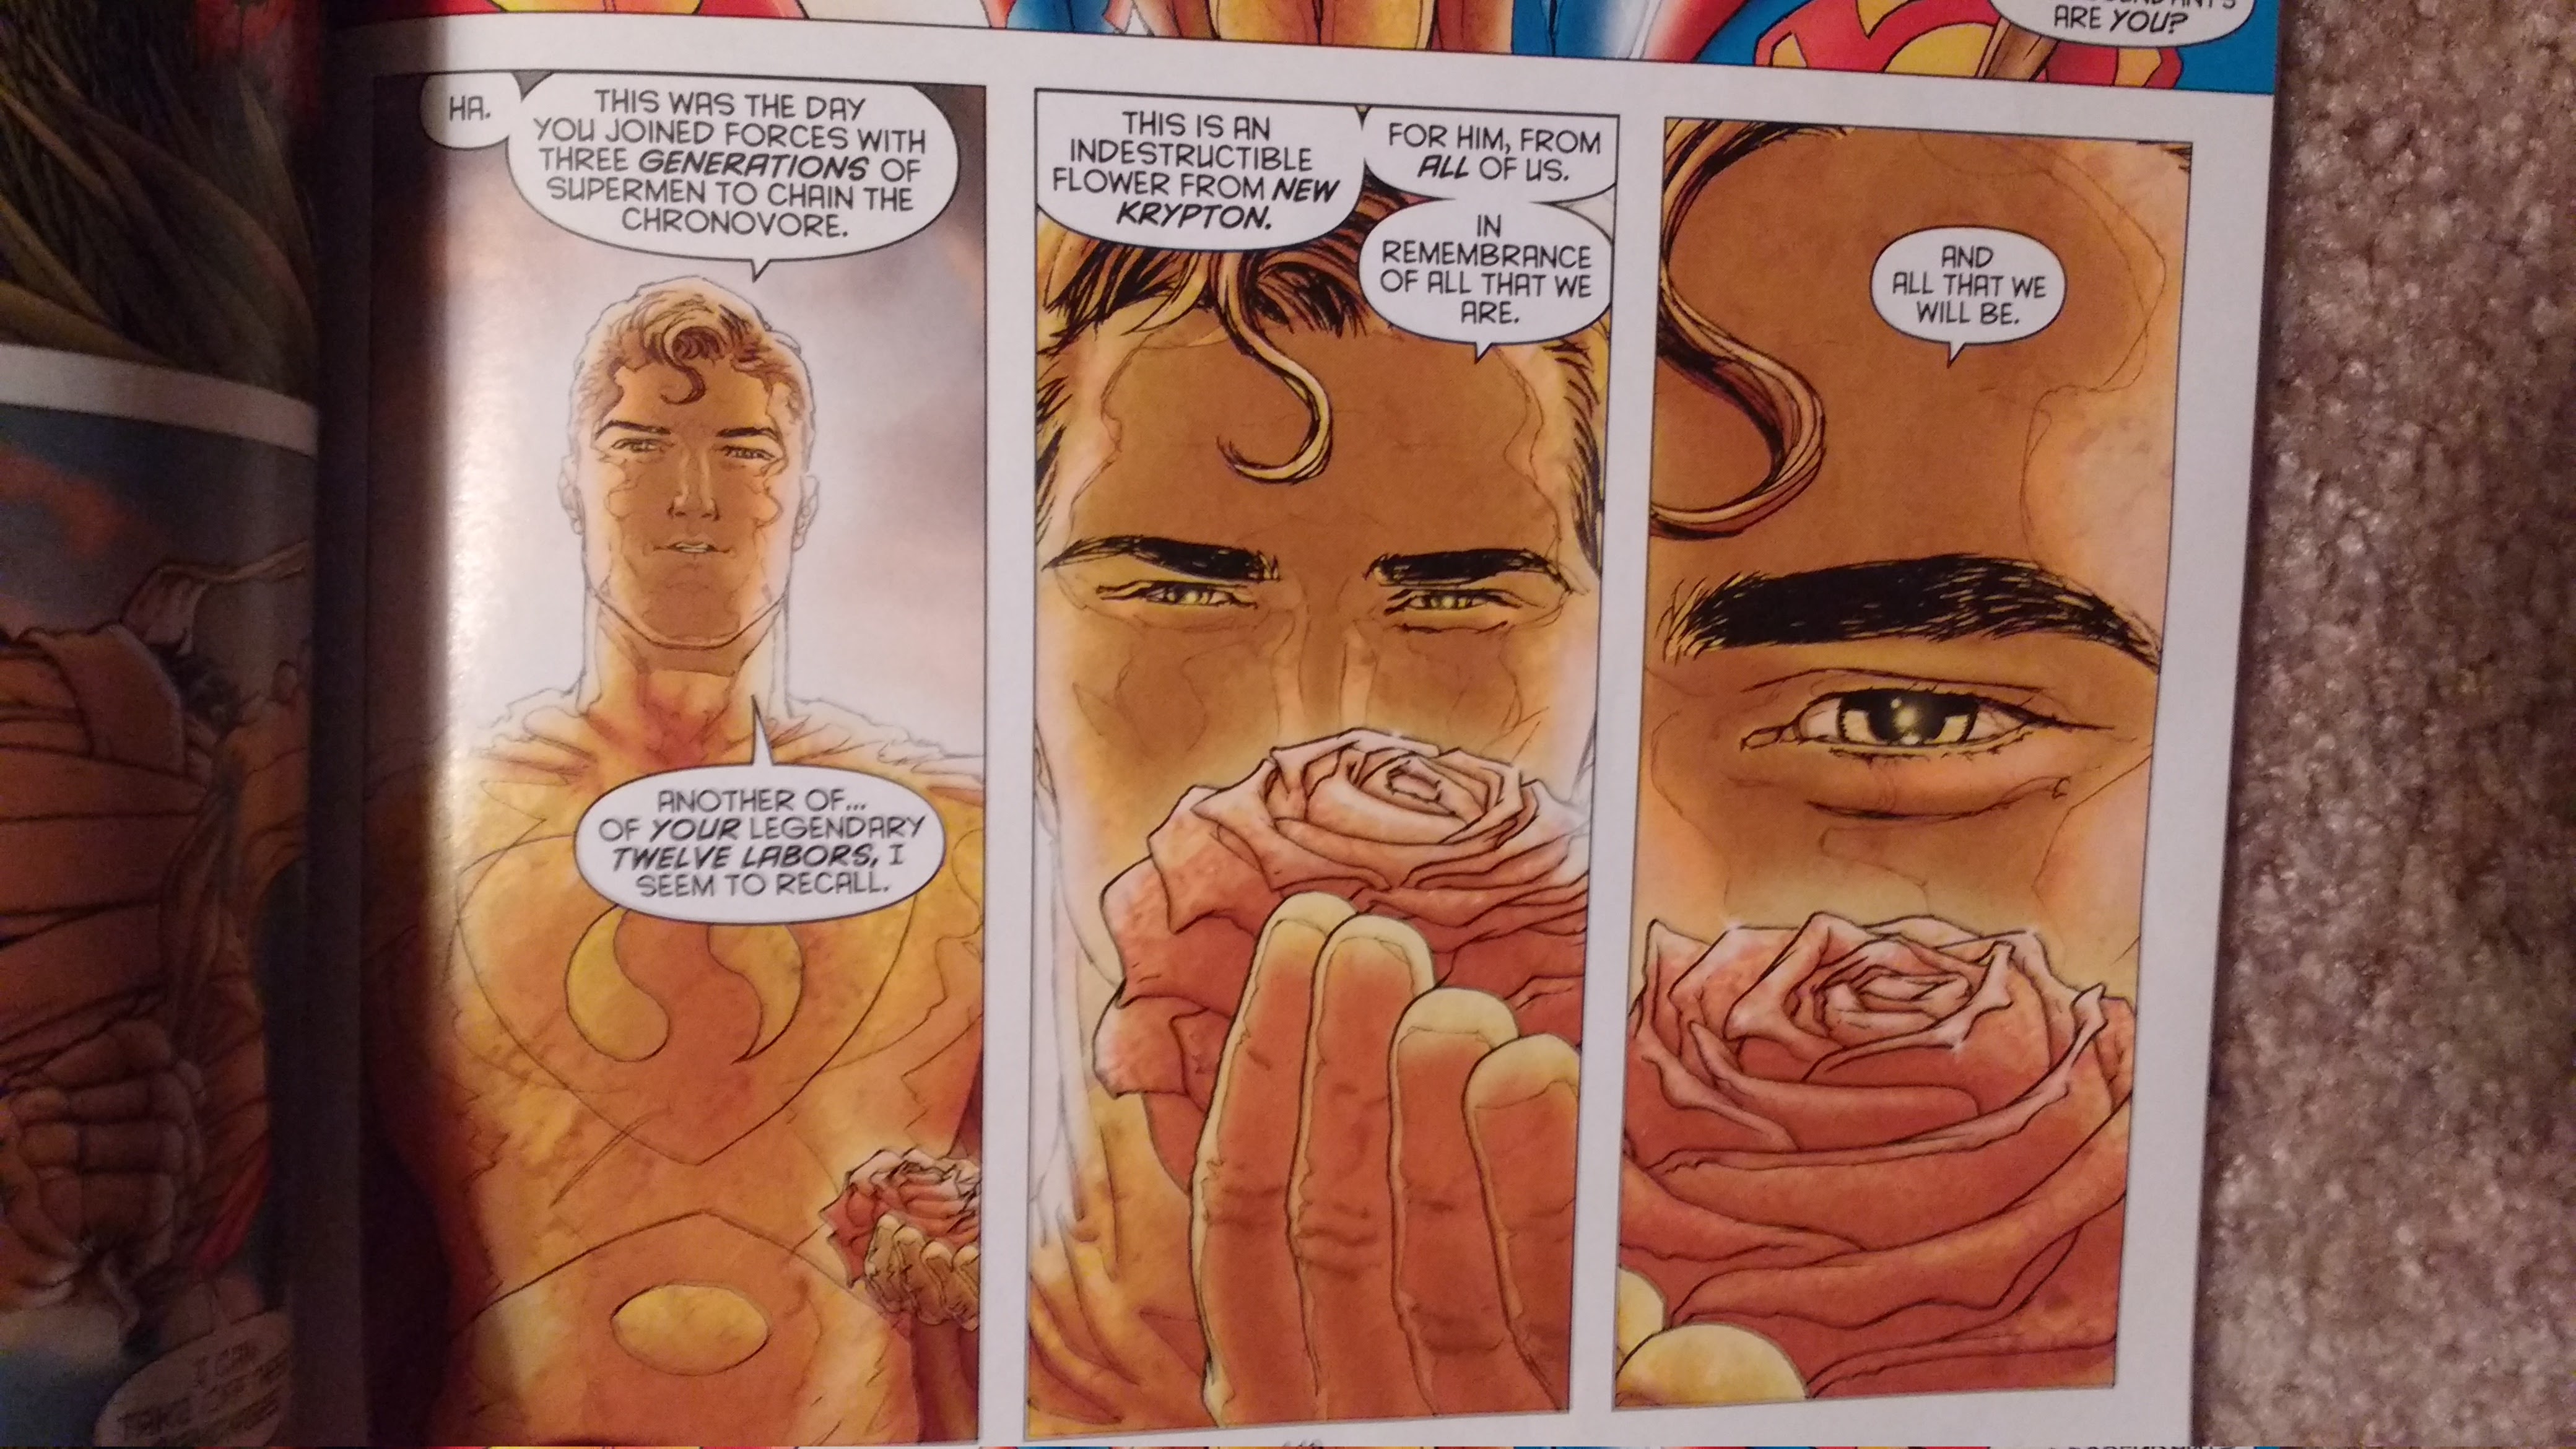 ARE YOU?
HA.
THIS WAS THE DAY
YOU JOINED FORCES WITH
THREE GENERATIONS OF
SUPERMEN TO CHAIN THE
CHRONOVORE.
ANOTHER OF...
OF YOUR LEGENDARY
TWELVE LABORS, I
SEEM TO RECALL.
THIS IS AN
INDESTRUCTIBLE
FLOWER FROM NEW
KRYPTON.
FOR HIM, FROM
ALL OF US.
IN
REMEMBRANCE
OF ALL THAT WE
ARE.
AND
ALL THAT WE
WILL BE.
I CAN